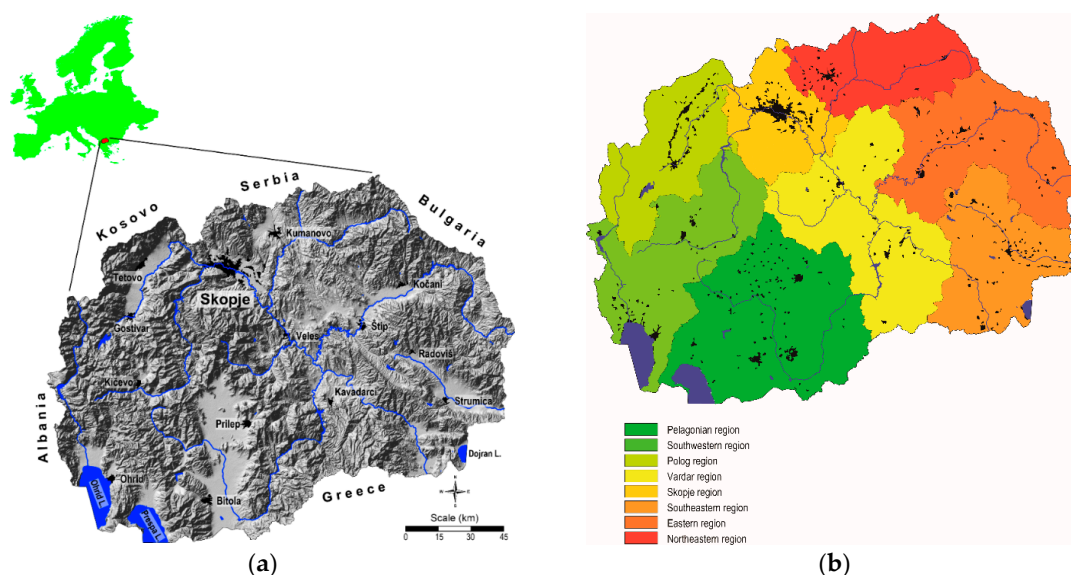 Serbia
Kosovo
Bulgaria
Kumanovo
Tetovo
Kočani
Skopje
Gostivar
Štip
Veles
Radoviš
Kičevo
Kavadarci
Strumica
Albania
Prilep
Dojran L.
Ohrid
Ohrid L.
Bitola
Greece
Prespa L.
N
W
E
S
Scale (km)
0 15 30 45
(a)
Pelagonian region
Southwestern region
Polog region
Vardar region
Skopje region
Southeastern region
Eastern region
Northeastern region
(b)